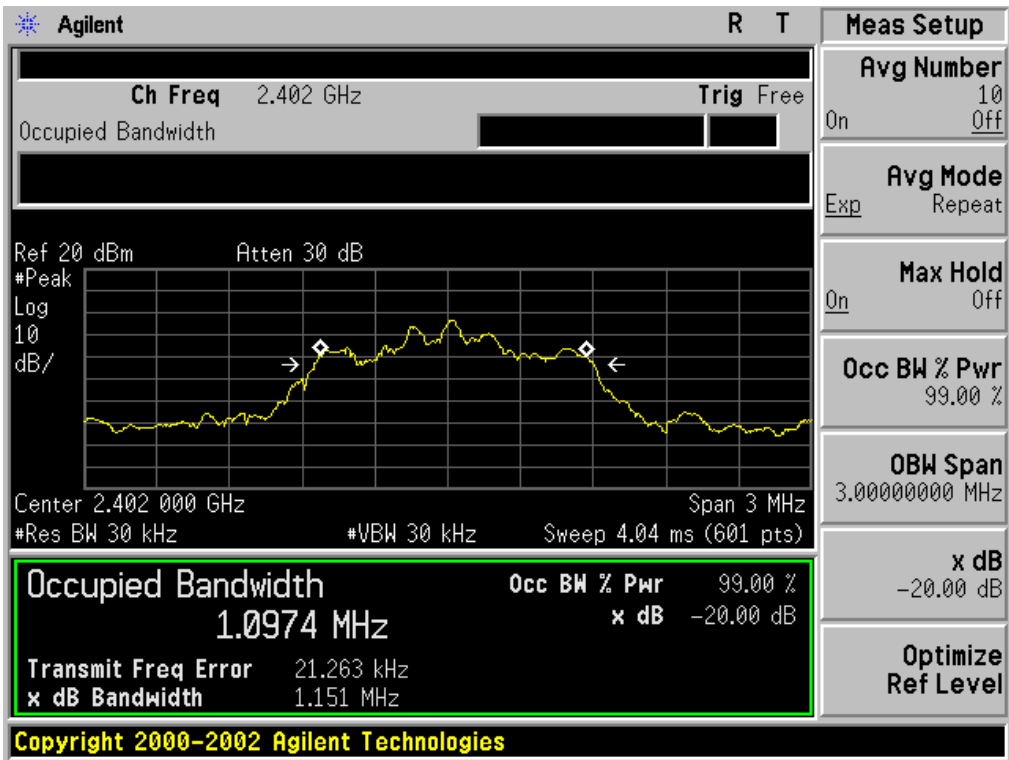 Agilent R T
Ch Freq 2.402 GHz Trig Free
Occupied Bandwidth
Ref 20 dBm Atten 30 dB
#Peak
Log
10
dB/
Center 2.402 000 GHz Span 3 MHz
#Res BW 30 kHz #VBW 30 kHz Sweep 4.04 ms (601 pts)
Occupied Bandwidth Occ BW % Pwr 99.00 %
1.0974 MHz x dB -20.00 dB
Transmit Freq Error 21.263 kHz
x dB Bandwidth 1.151 MHz
Copyright 2000-2002 Agilent Technologies
Meas Setup
Avg Number
10
On Off
Avg Mode
Exp Repeat
Max Hold
On Off
Occ BW % Pwr
99.00 %
OBW Span
3.00000000 MHz
x dB
-20.00 dB
Optimize
Ref Level